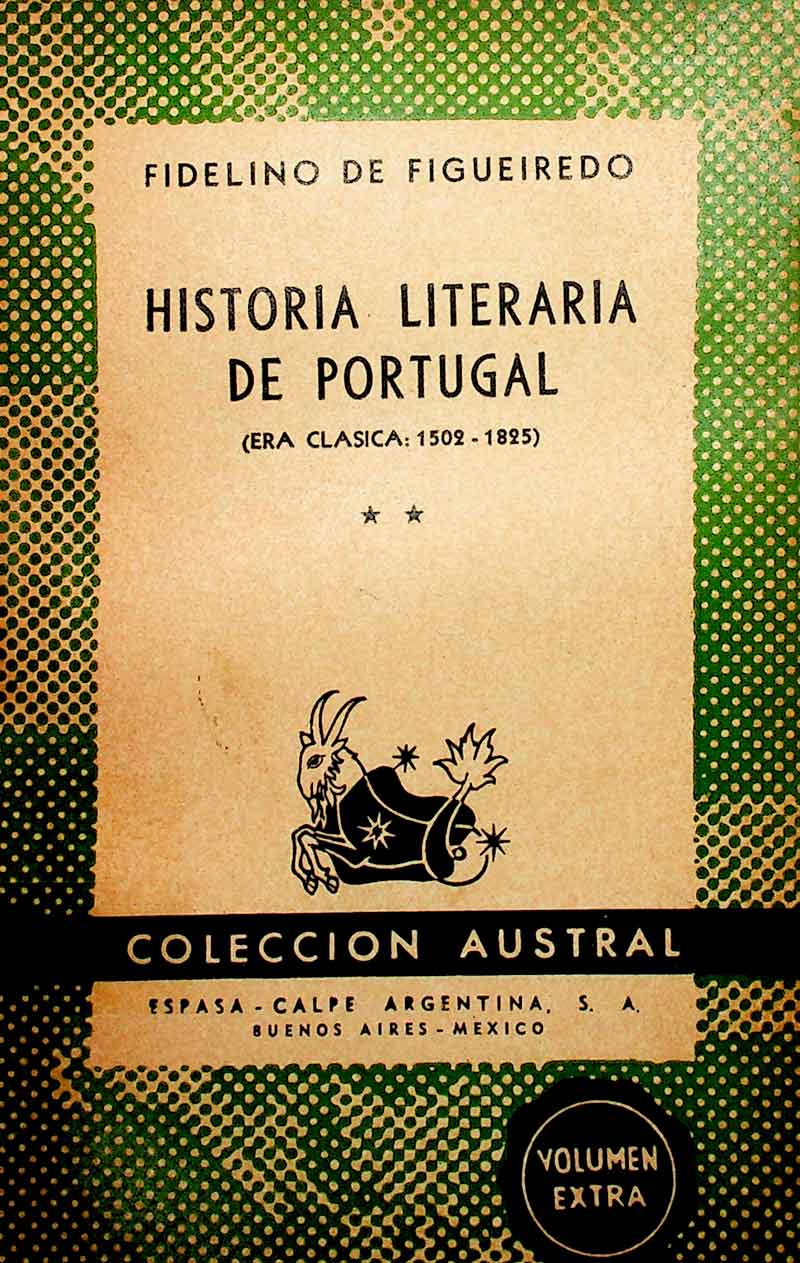 FIDELINO DE FIGUEIREDO
HISTORIA LITERARIA
DE PORTUGAL
(ERA CLASICA: 1502 - 1825)
COLECCION AUSTRAL
ESPASA - CALPE ARGENTINA, S. A.
BUENOS AIRES - MEXICO
VOLUMEN
EXTRA